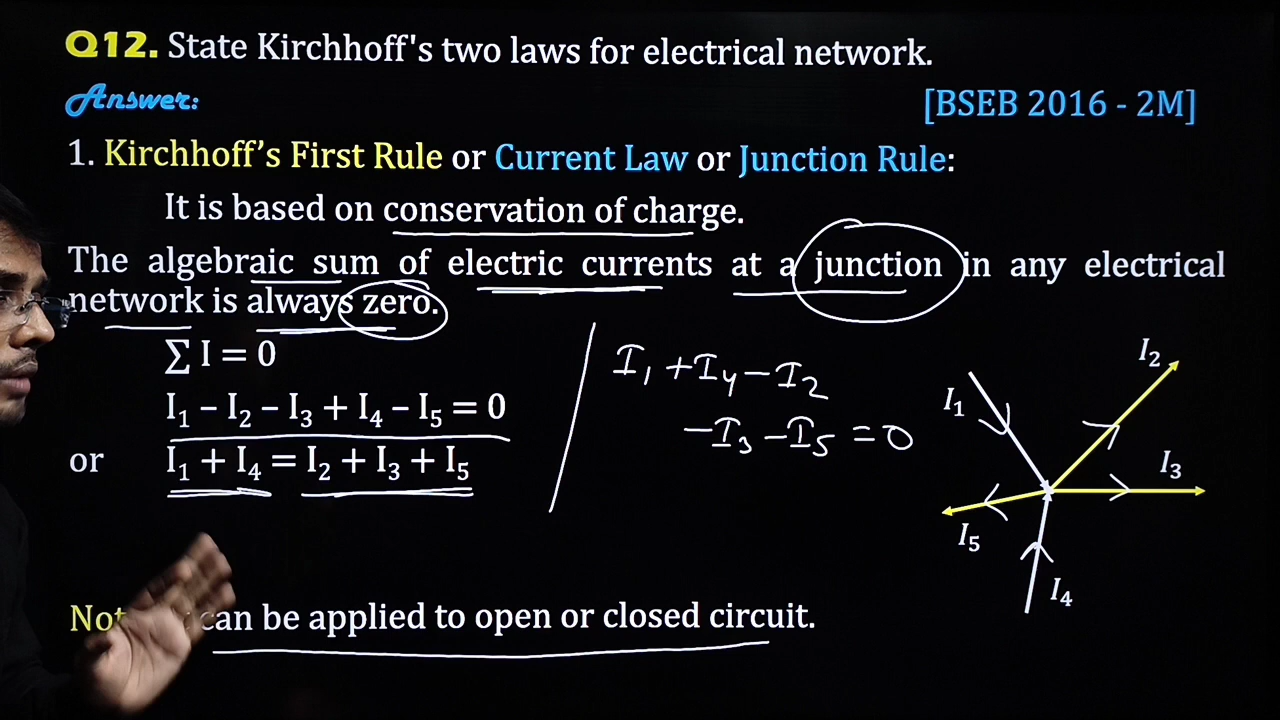 Q12. State Kirchhoff's two laws for electrical network.
Answer:
[BSEB 2016 - 2M]
1. Kirchhoff’s First Rule or Current Law or Junction Rule:
It is based on conservation of charge.
The algebraic sum of electric currents at a junction in any electrical
network is always zero.
∑ I = 0
I₁ – I₂ – I₃ + I₄ – I₅ = 0
or I₁ + I₄ = I₂ + I₃ + I₅
I₁ + I₄ – I₂
– I₃ – I₅ = 0
I₂
I₁
I₃
I₅
I₄
can be applied to open or closed circuit.